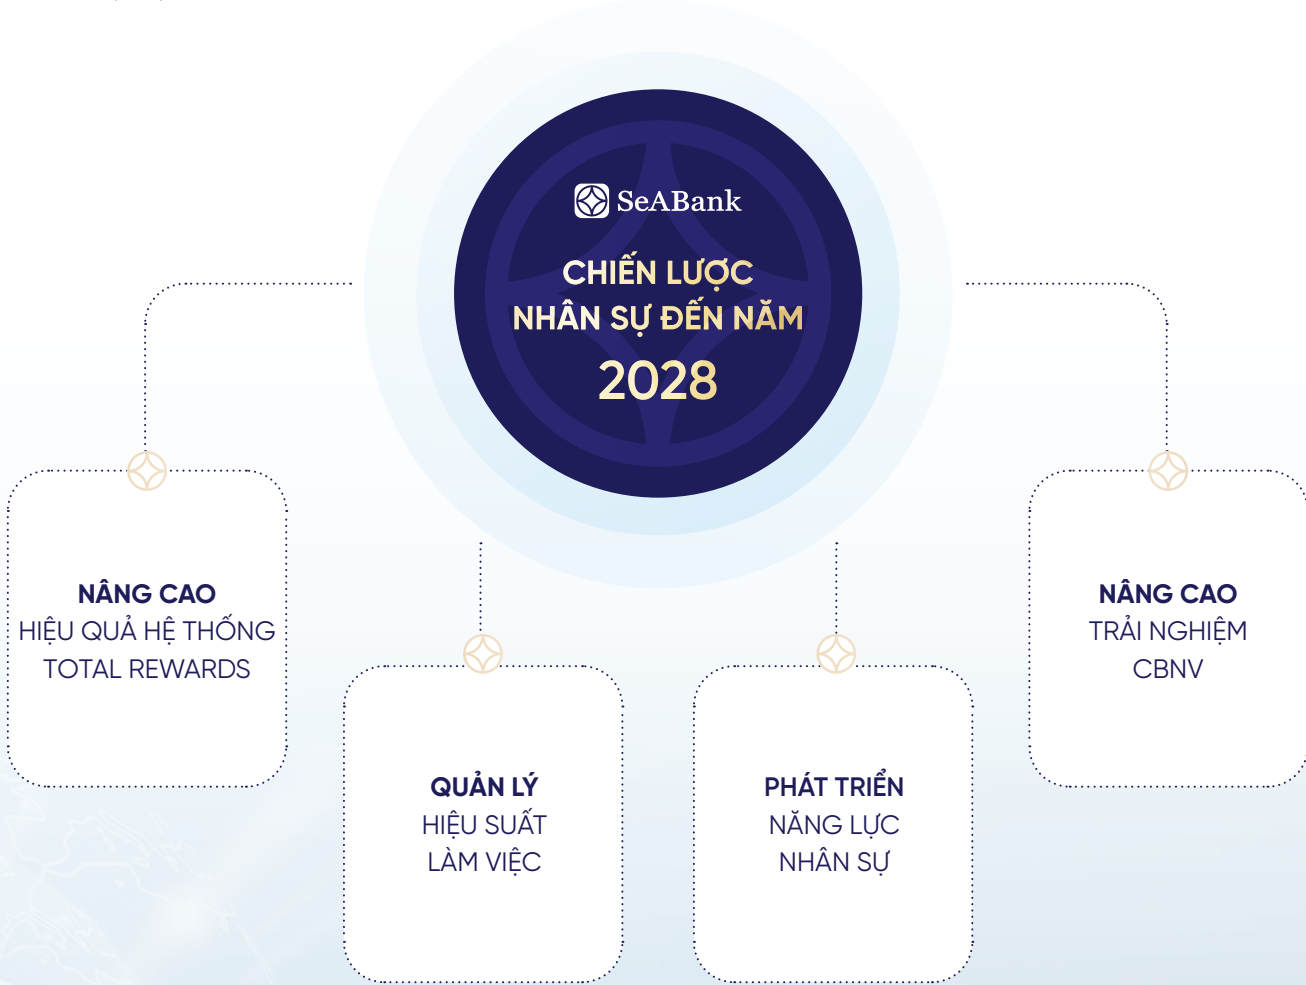 SeABank
CHIẾN LƯỢC
NHÂN SỰ ĐẾN NĂM
2028
NÂNG CAO
HIỆU QUẢ HỆ THỐNG
TOTAL REWARDS
QUẢN LÝ
HIỆU SUẤT
LÀM VIỆC
PHÁT TRIỂN
NĂNG LỰC
NHÂN SỰ
NÂNG CAO
TRẢI NGHIỆM
CBNV